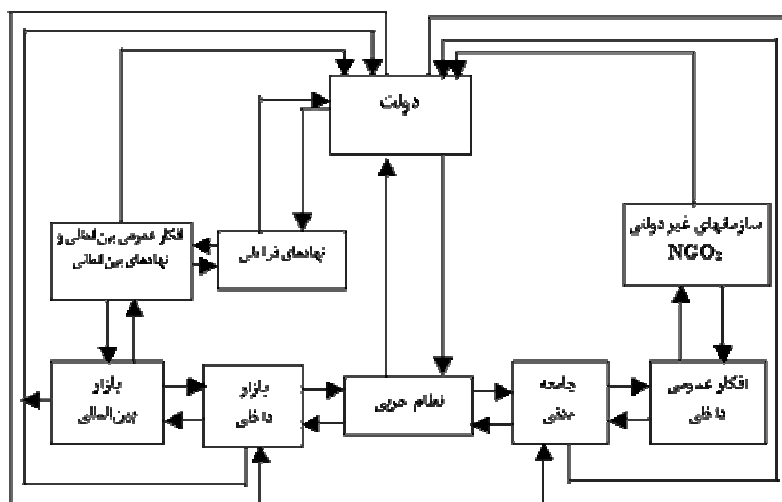 دولت
افکار عمومی بین‌المللی و
نهادهای بین‌المللی
نهادهای فراملی
سازمانهای غیر دولتی
NGO₂
بازار
بین‌المللی
بازار
داخلی
نظام حزبی
جامعه
مدنی
افکار عمومی
داخلی